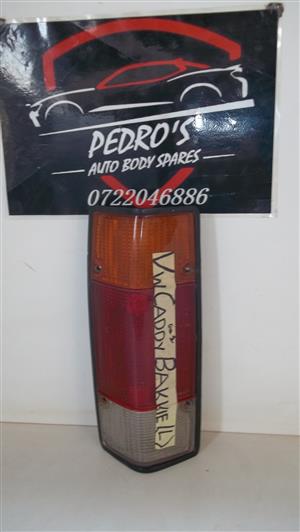 PEDRO'S
AUTO BODY SPARES
0722046886
VW CADDY BAKKIE (L)